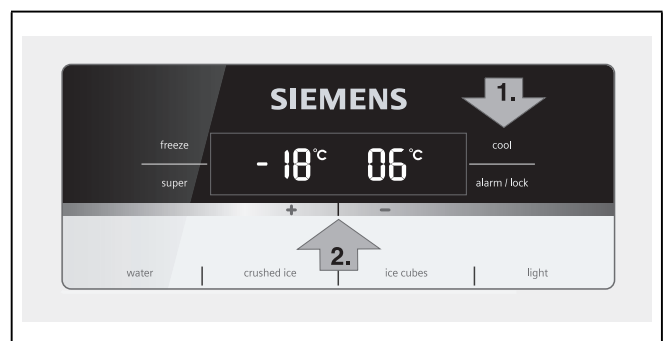 SIEMENS
1.
freeze
super
- 18°C 06°C
cool
alarm / lock
+ -
2.
water crushed ice ice cubes light